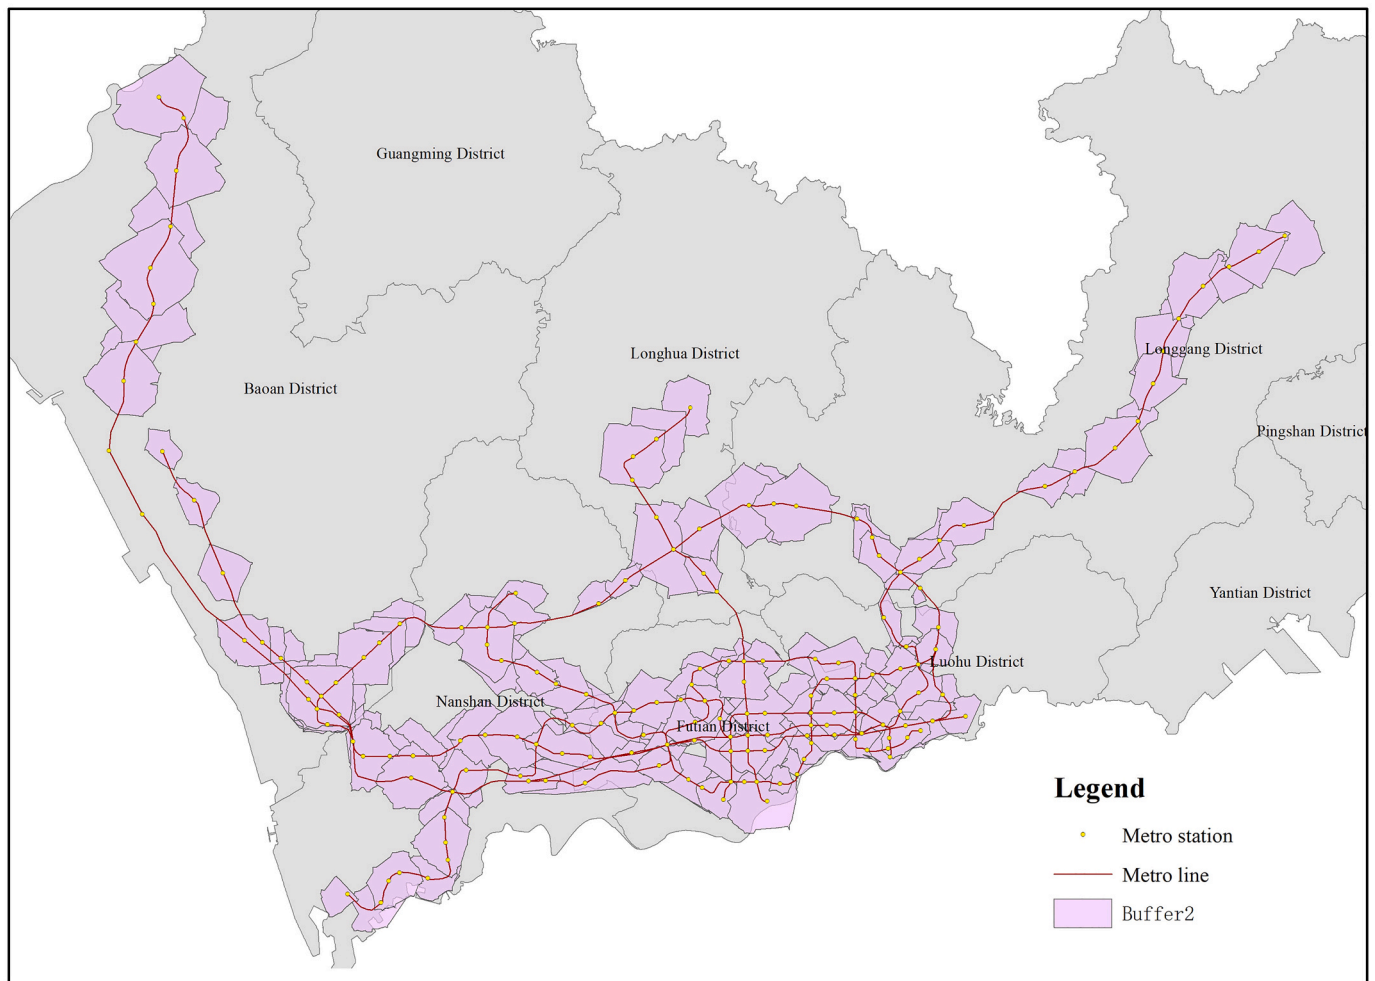 Guangming District
Longhua District
Longgang District
Baoan District
Pingshan District
Yantian District
Luohu District
Nanshan District
Futian District
Legend
Metro station
Metro line
Buffer2